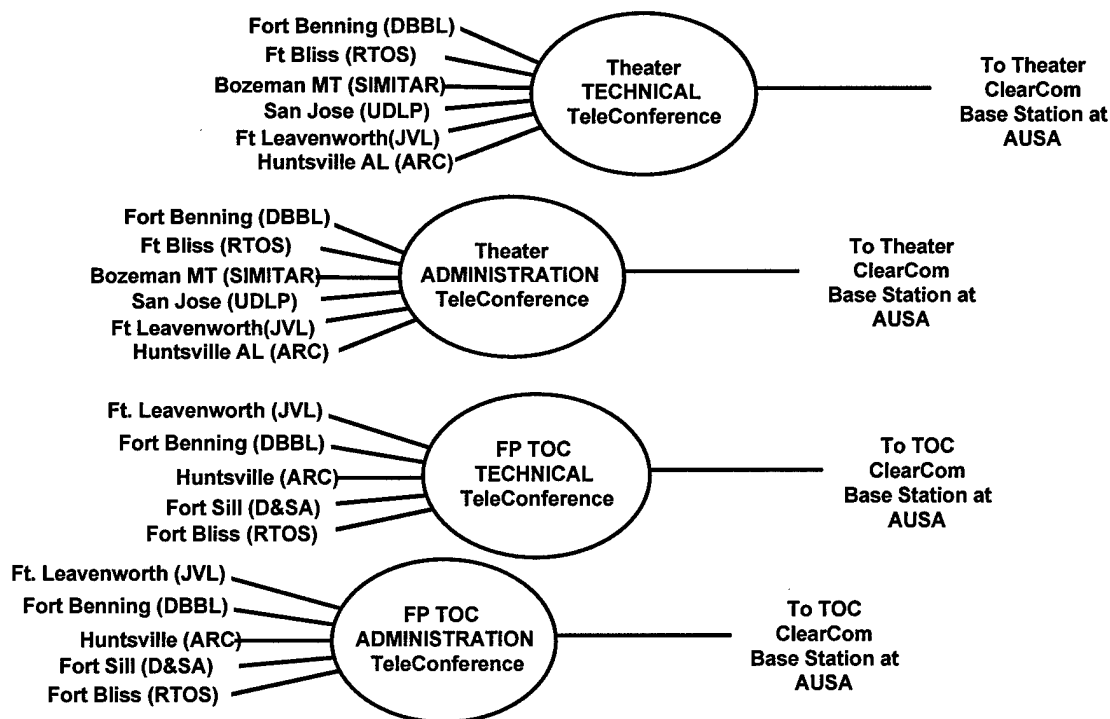 Fort Benning (DBBL)
Ft Bliss (RTOS)
Bozeman MT (SIMITAR)
San Jose (UDLP)
Ft Leavenworth(JVL)
Huntsville AL (ARC)
Theater
TECHNICAL
TeleConference
To Theater
ClearCom
Base Station at
AUSA
Fort Benning (DBBL)
Ft Bliss (RTOS)
Bozeman MT (SIMITAR)
San Jose (UDLP)
Ft Leavenworth(JVL)
Huntsville AL (ARC)
Theater
ADMINISTRATION
TeleConference
To Theater
ClearCom
Base Station at
AUSA
Ft. Leavenworth (JVL)
Fort Benning (DBBL)
Huntsville (ARC)
Fort Sill (D&SA)
Fort Bliss (RTOS)
FP TOC
TECHNICAL
TeleConference
To TOC
ClearCom
Base Station at
AUSA
Ft. Leavenworth (JVL)
Fort Benning (DBBL)
Huntsville (ARC)
Fort Sill (D&SA)
Fort Bliss (RTOS)
FP TOC
ADMINISTRATION
TeleConference
To TOC
ClearCom
Base Station at
AUSA